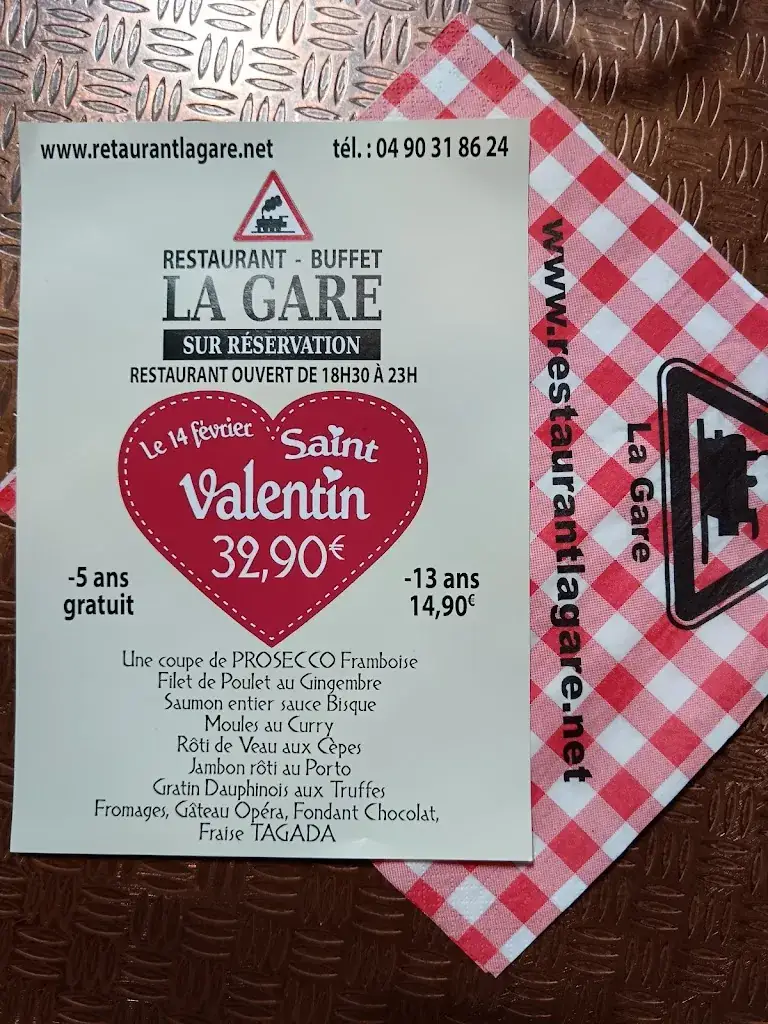 www.retaurantlagare.net tél. : 04 90 31 86 24
RESTAURANT - BUFFET
LA GARE
SUR RÉSERVATION
RESTAURANT OUVERT DE 18H30 À 23H
Le 14 février Saint
Valentin
32,90€
-5 ans
gratuit
-13 ans
14,90€
Une coupe de PROSECCO Framboise
Filet de Poulet au Gingembre
Saumon entier sauce Bisque
Moules au Curry
Rôti de Veau aux Cèpes
Jambon rôti au Porto
Gratin Dauphinois aux Truffes
Fromages, Gâteau Opéra, Fondant Chocolat,
Fraise TAGADA
www.restaurantlagare.net
La Gare